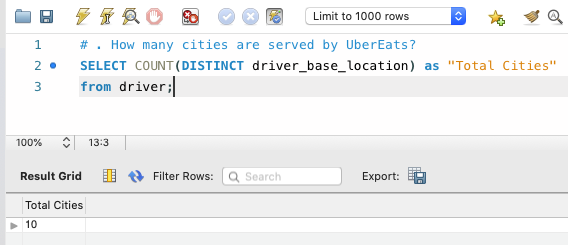 Limit to 1000 rows
1 # . How many cities are served by UberEats?
2 SELECT COUNT(DISTINCT driver_base_location) as "Total Cities"
3 from driver;
100% 13:3
Result Grid Filter Rows: Search Export:
Total Cities
10